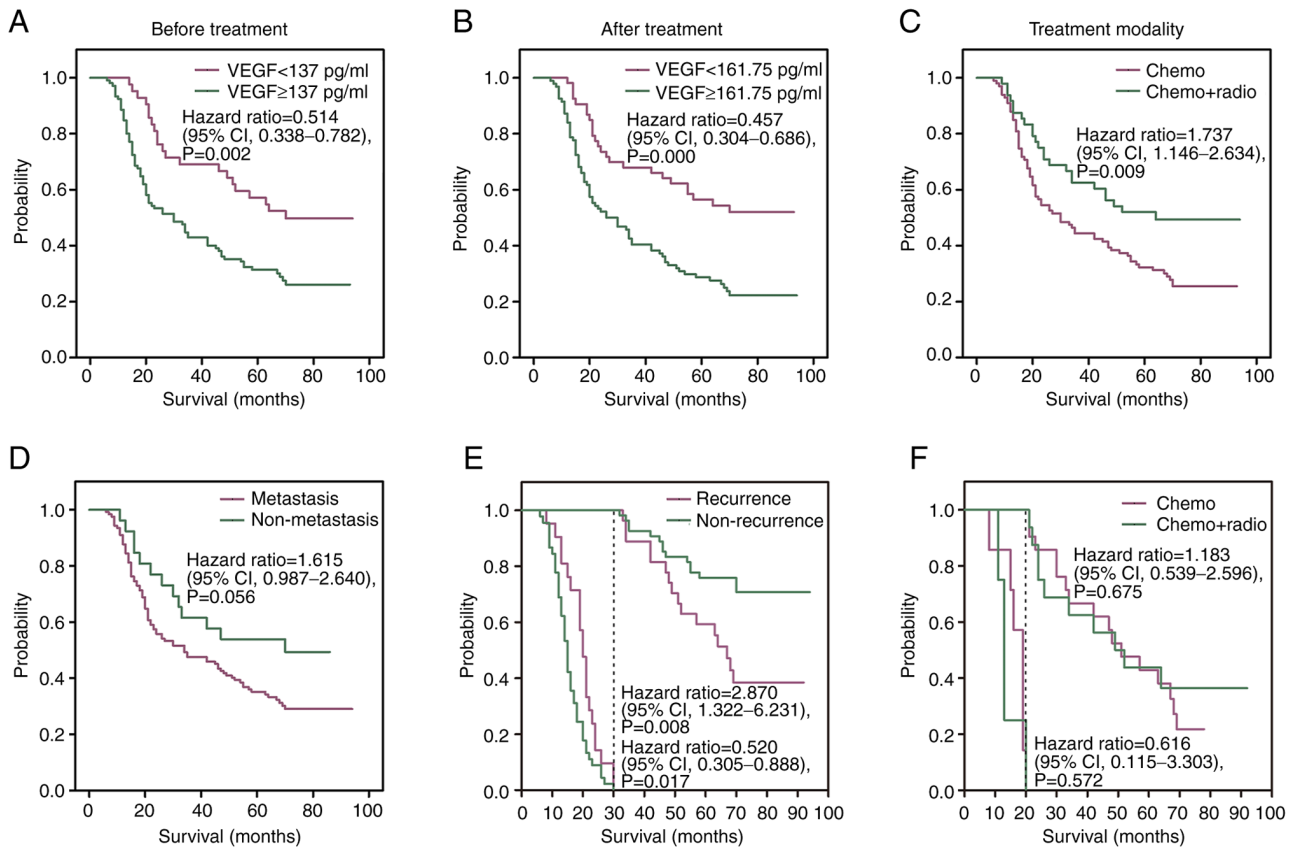 A
Before treatment
VEGF<137 pg/ml
VEGF≥137 pg/ml
Hazard ratio=0.514
(95% CI, 0.338–0.782),
P=0.002
1.0
0.8
0.6
0.4
0.2
0.0
Probability
0 20 40 60 80 100
Survival (months)
B
After treatment
VEGF<161.75 pg/ml
VEGF≥161.75 pg/ml
Hazard ratio=0.457
(95% CI, 0.304–0.686),
P=0.000
1.0
0.8
0.6
0.4
0.2
0.0
Probability
0 20 40 60 80 100
Survival (months)
C
Treatment modality
Chemo
Chemo+radio
Hazard ratio=1.737
(95% CI, 1.146–2.634),
P=0.009
1.0
0.8
0.6
0.4
0.2
0.0
Probability
0 20 40 60 80 100
Survival (months)
D
Metastasis
Non-metastasis
Hazard ratio=1.615
(95% CI, 0.987–2.640),
P=0.056
1.0
0.8
0.6
0.4
0.2
0.0
Probability
0 20 40 60 80 100
Survival (months)
E
Recurrence
Non-recurrence
1.0
0.8
0.6
0.4
0.2
0.0
Probability
Hazard ratio=2.870
(95% CI, 1.322–6.231),
P=0.008
Hazard ratio=0.520
(95% CI, 0.305–0.888),
P=0.017
0 10 20 30 40 50 60 70 80 90 100
Survival (months)
F
Chemo
Chemo+radio
Hazard ratio=1.183
(95% CI, 0.539–2.596),
P=0.675
1.0
0.8
0.6
0.4
0.2
0.0
Probability
Hazard ratio=0.616
(95% CI, 0.115–3.303),
P=0.572
0 10 20 30 40 50 60 70 80 90 100
Survival (months)